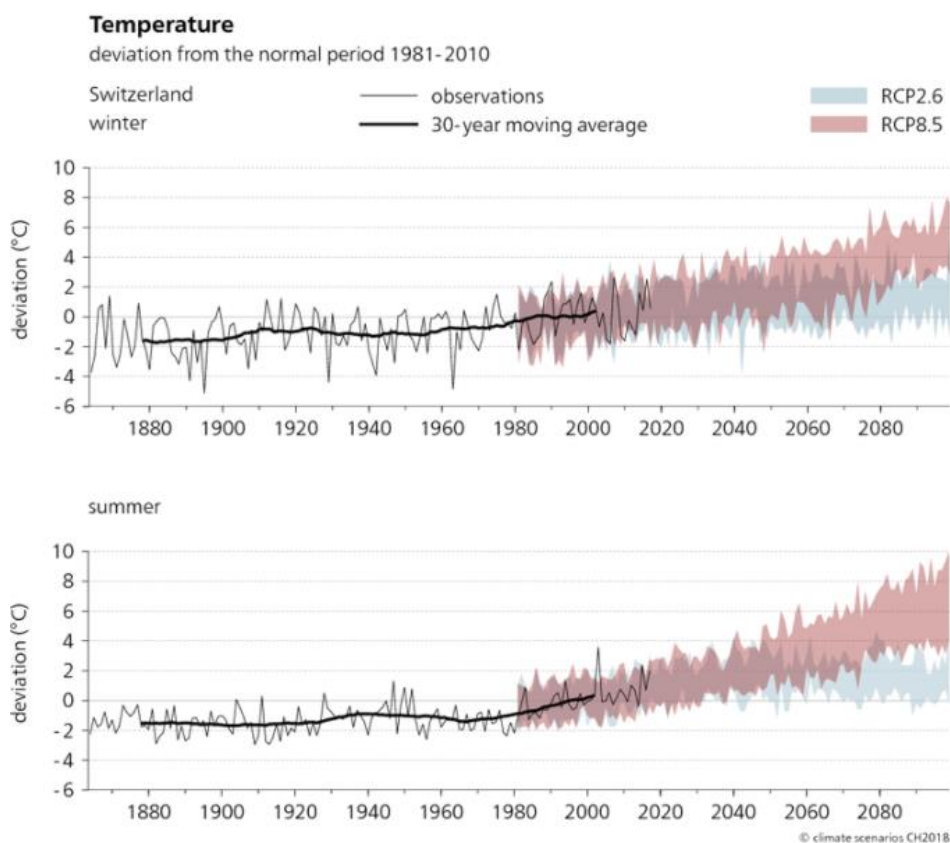 Temperature
deviation from the normal period 1981-2010
Switzerland
winter
observations
30-year moving average
RCP2.6
RCP8.5
deviation (°C)
10
8
6
4
2
0
-2
-4
-6
1880 1900 1920 1940 1960 1980 2000 2020 2040 2060 2080
summer
deviation (°C)
10
8
6
4
2
0
-2
-4
-6
1880 1900 1920 1940 1960 1980 2000 2020 2040 2060 2080
© climate scenarios CH2018